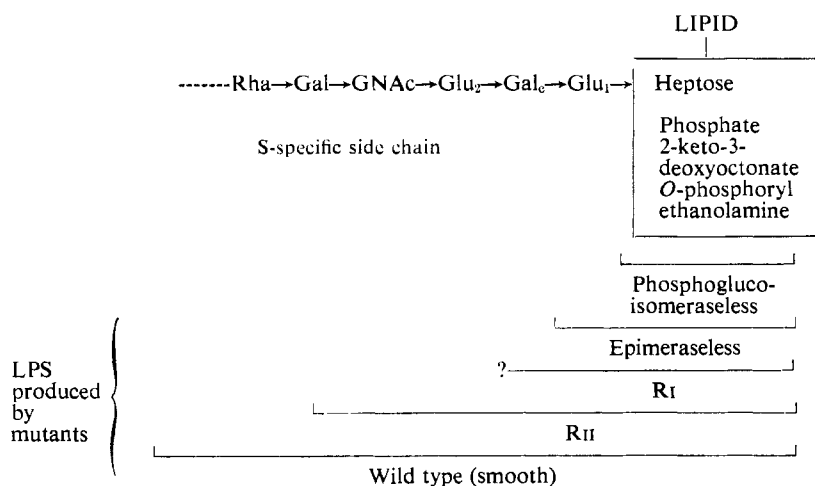 LIPID
------Rha→Gal→GNAc→Glu₂→Galc→Glu₁→
Heptose
Phosphate
2-keto-3-
deoxyoctonate
O-phosphoryl
ethanolamine
S-specific side chain
Phosphogluco-
isomeraseless
Epimeraseless
?
RI
RII
Wild type (smooth)
LPS
produced
by
mutants